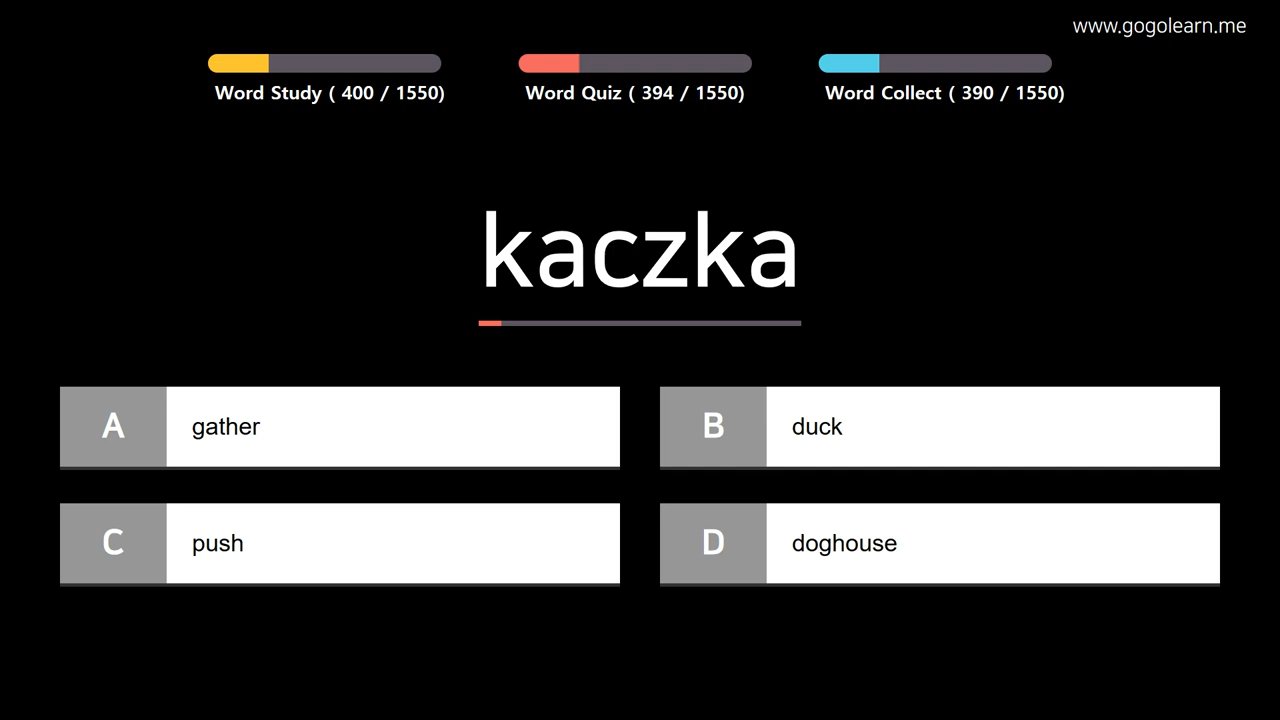 www.gogolearn.me
Word Study ( 400 / 1550)
Word Quiz ( 394 / 1550)
Word Collect ( 390 / 1550)
kaczka
A gather
B duck
C push
D doghouse